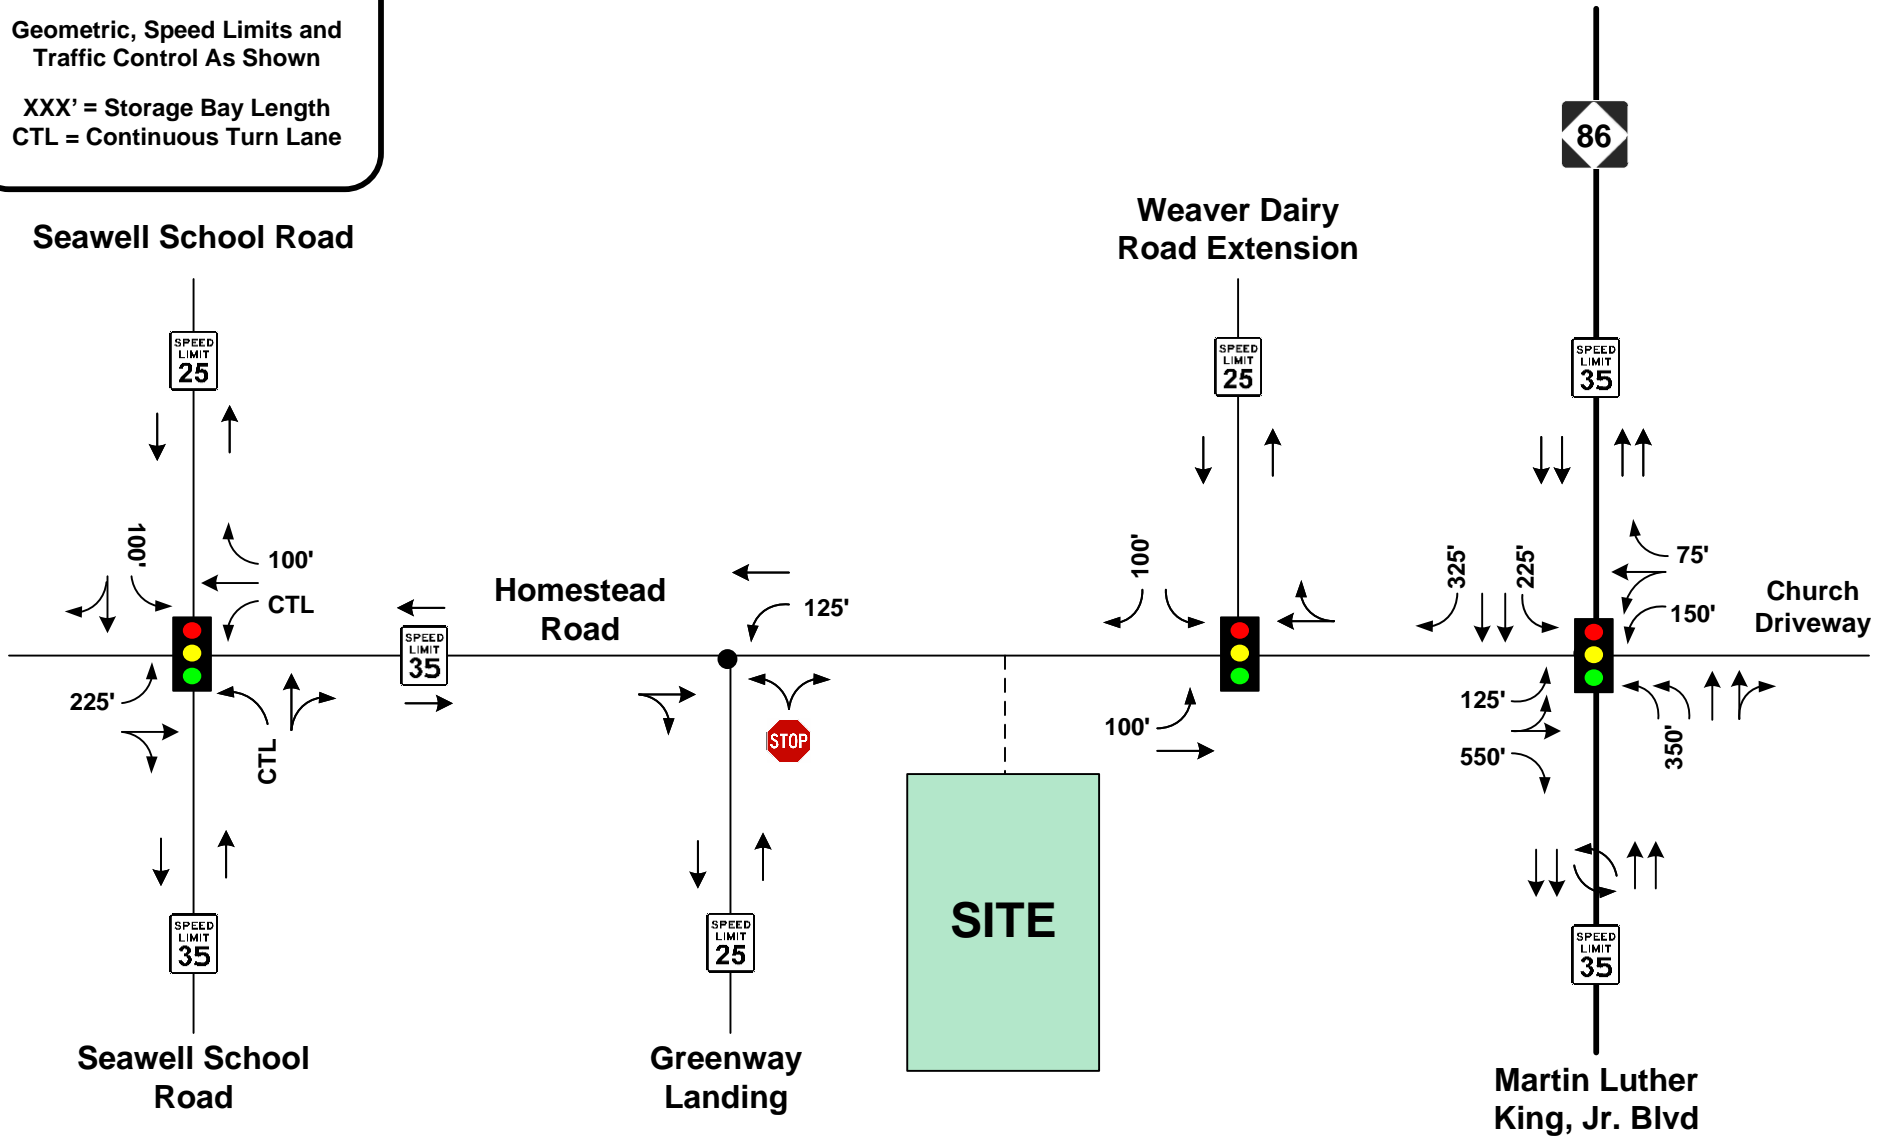 Geometric, Speed Limits and
Traffic Control As Shown
XXX' = Storage Bay Length
CTL = Continuous Turn Lane
86
Seawell School Road
Weaver Dairy
Road Extension
SPEED
LIMIT
25
SPEED
LIMIT
25
SPEED
LIMIT
35
100'
100'
CTL
Homestead
Road
125'
100'
325'
225'
75'
150'
Church
Driveway
SPEED
LIMIT
35
225'
CTL
STOP
100'
125'
550'
350'
SITE
SPEED
LIMIT
35
SPEED
LIMIT
25
SPEED
LIMIT
35
Seawell School
Road
Greenway
Landing
Martin Luther
King, Jr. Blvd